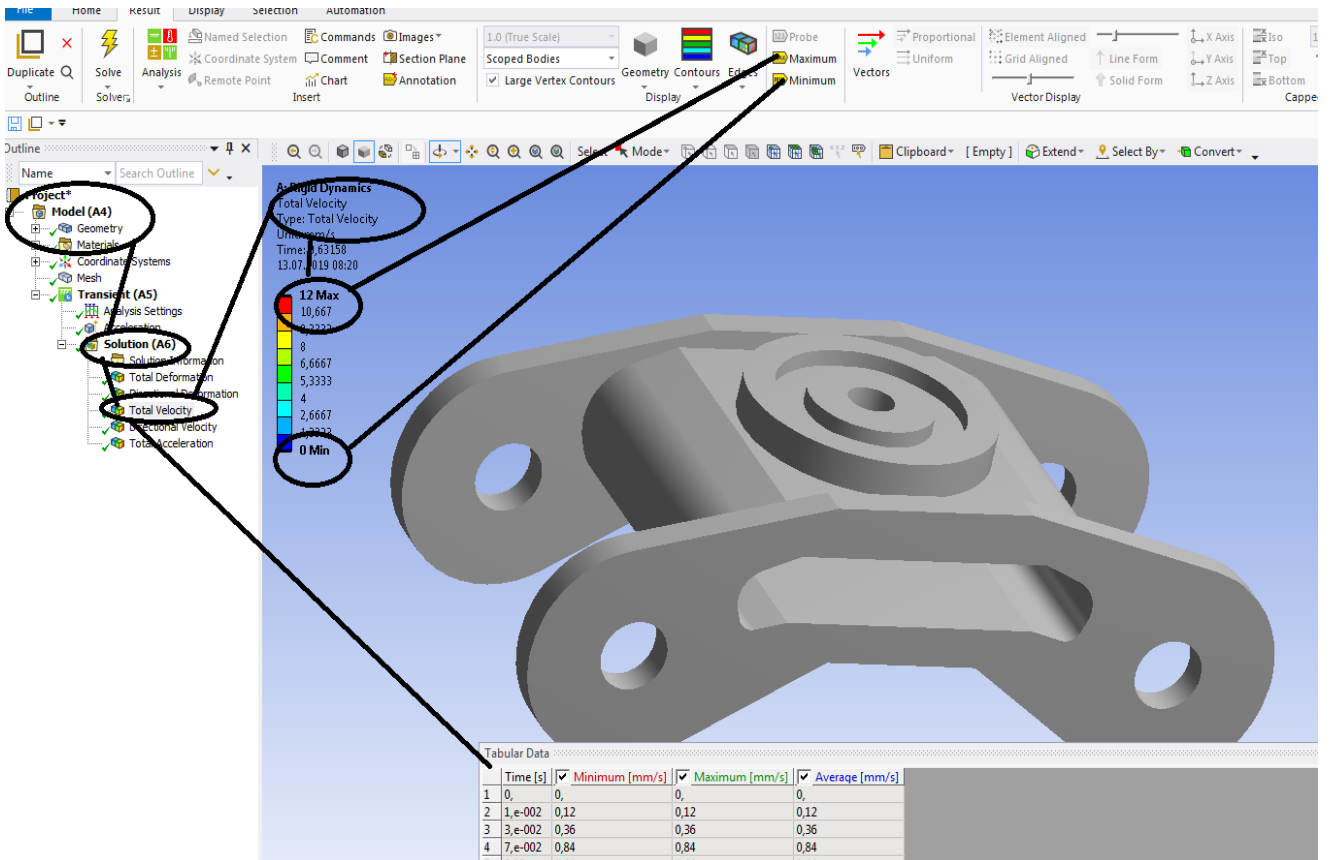 File Home Result Display Selection Automation
Duplicate
Outline
Solve
Solver
Analysis
Named Selection
Coordinate System
Remote Point
Commands
Comment
Chart
Images
Section Plane
Annotation
Insert
1.0 (True Scale)
Scoped Bodies
Large Vertex Contours
Geometry Contours Edges
Probe
Maximum
Minimum
Display
Vectors
Proportional
Uniform
Element Aligned
Grid Aligned
Line Form
Solid Form
X Axis
Y Axis
Z Axis
Vector Display
Iso
Top
Bottom
Outline
Select Mode Clipboard [Empty] Extend Select By Convert
Name Search Outline
Project*
Model (A4)
Geometry
Materials
Coordinate Systems
Mesh
Transient (A5)
Analysis Settings
Acceleration
Solution (A6)
Solution Information
Total Deformation
Directional Deformation
Total Velocity
Directional Velocity
Total Acceleration
A: Rigid Dynamics
Total Velocity
Type: Total Velocity
Unit: mm/s
13.07.2019 08:20
12 Max
10,667
8
6,6667
5,3333
4
2,6667
0 Min
Tabular Data
Time [s] Minimum [mm/s] Maximum [mm/s] Average [mm/s]
1 0, 0, 0, 0,
2 1,e-002 0,12 0,12 0,12
3 3,e-002 0,36 0,36 0,36
4 7,e-002 0,84 0,84 0,84